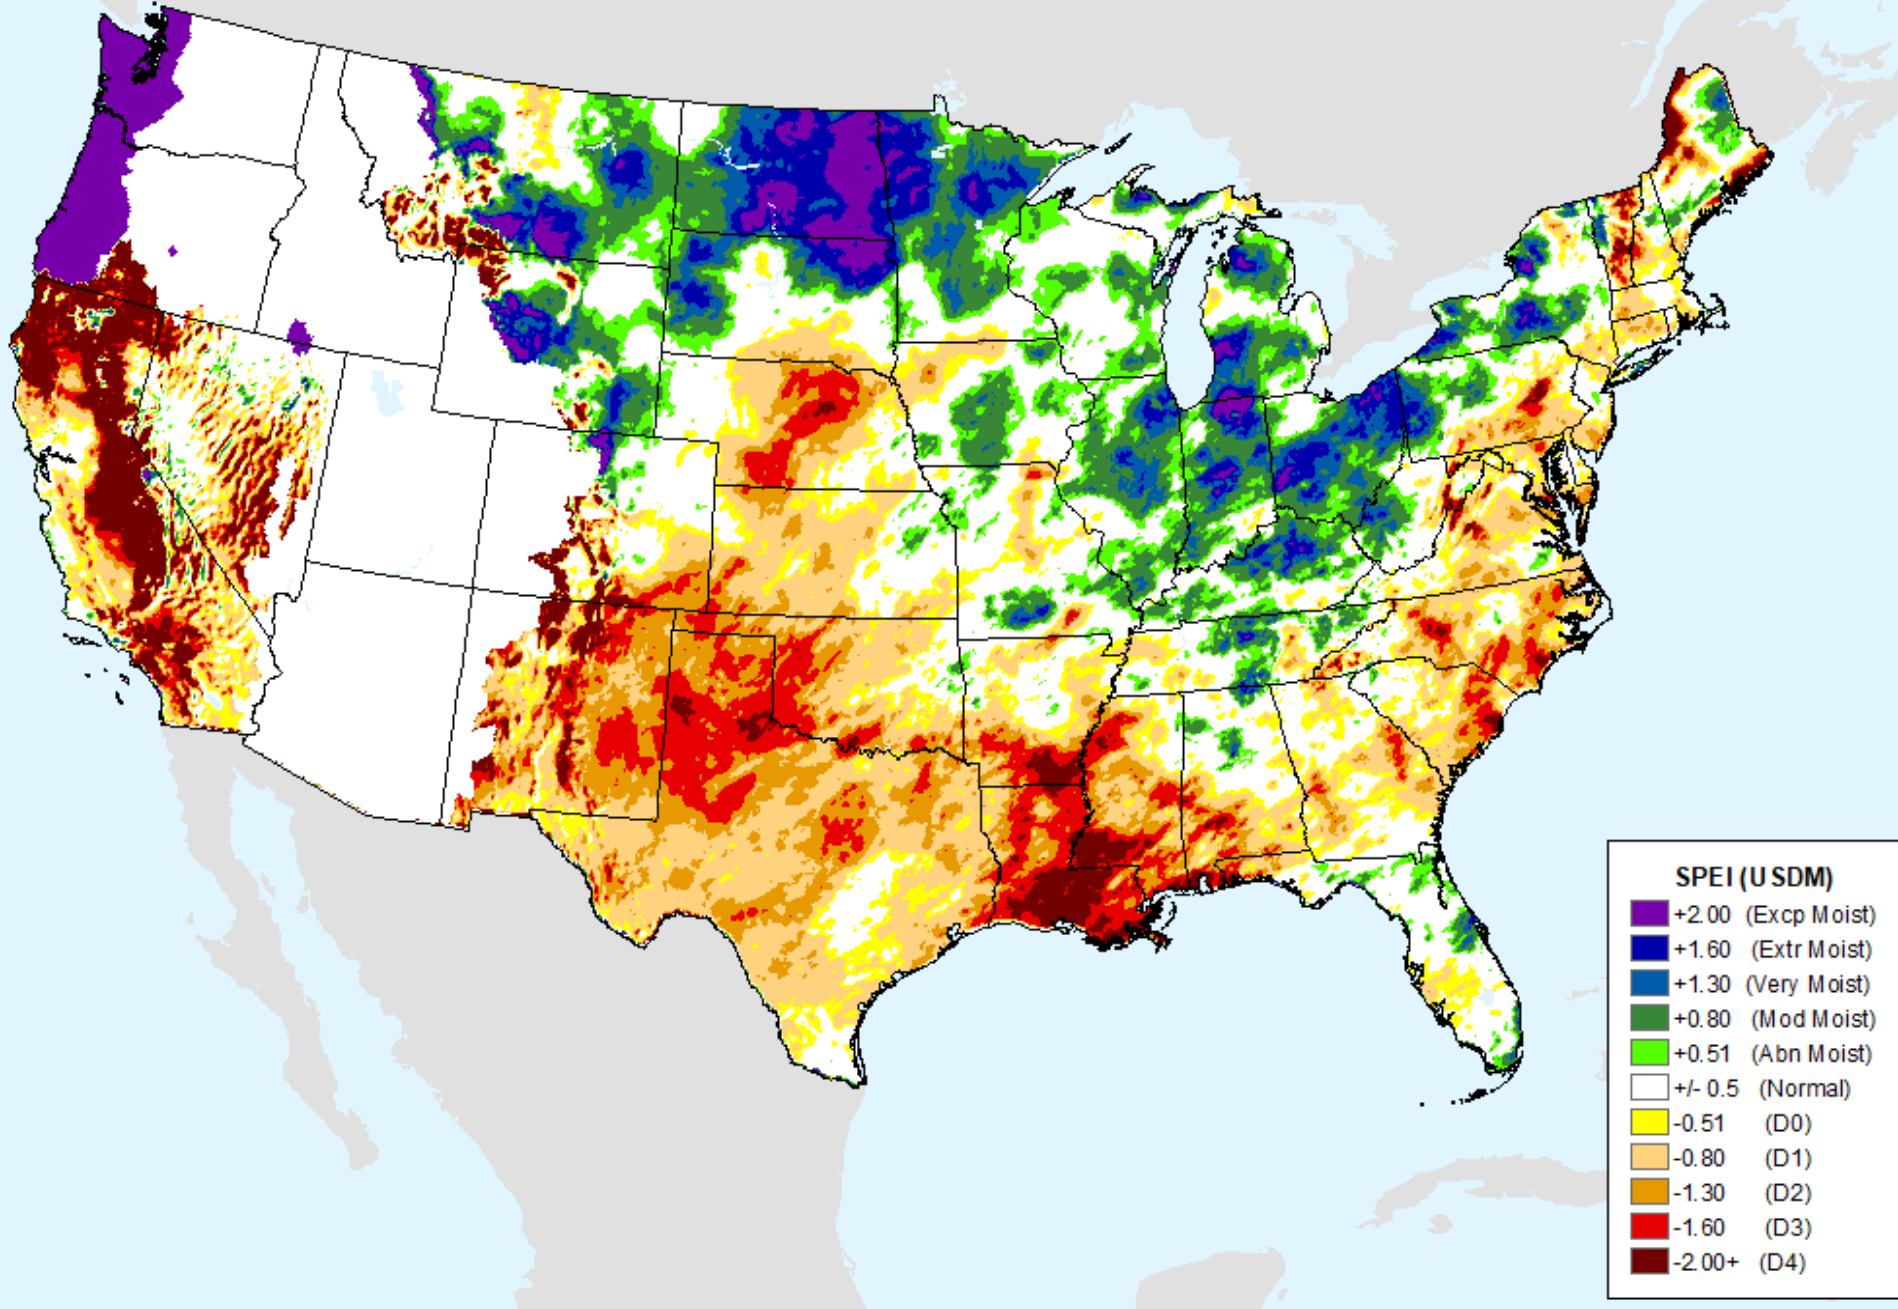 SPEI (USDM)
+2.00 (Excp Moist)
+1.60 (Extr Moist)
+1.30 (Very Moist)
+0.80 (Mod Moist)
+0.51 (Abn Moist)
+/- 0.5 (Normal)
-0.51 (D0)
-0.80 (D1)
-1.30 (D2)
-1.60 (D3)
-2.00+ (D4)